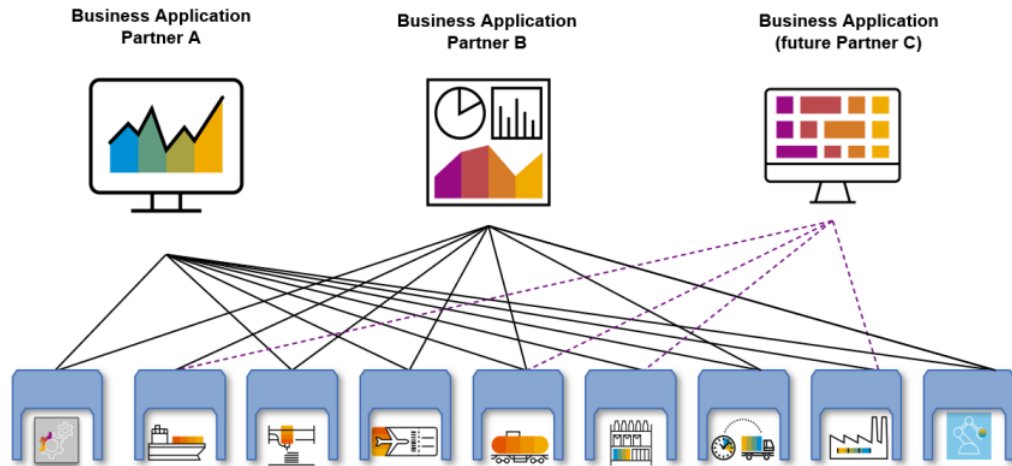 Business Application
Partner A
Business Application
Partner B
Business Application
(future Partner C)